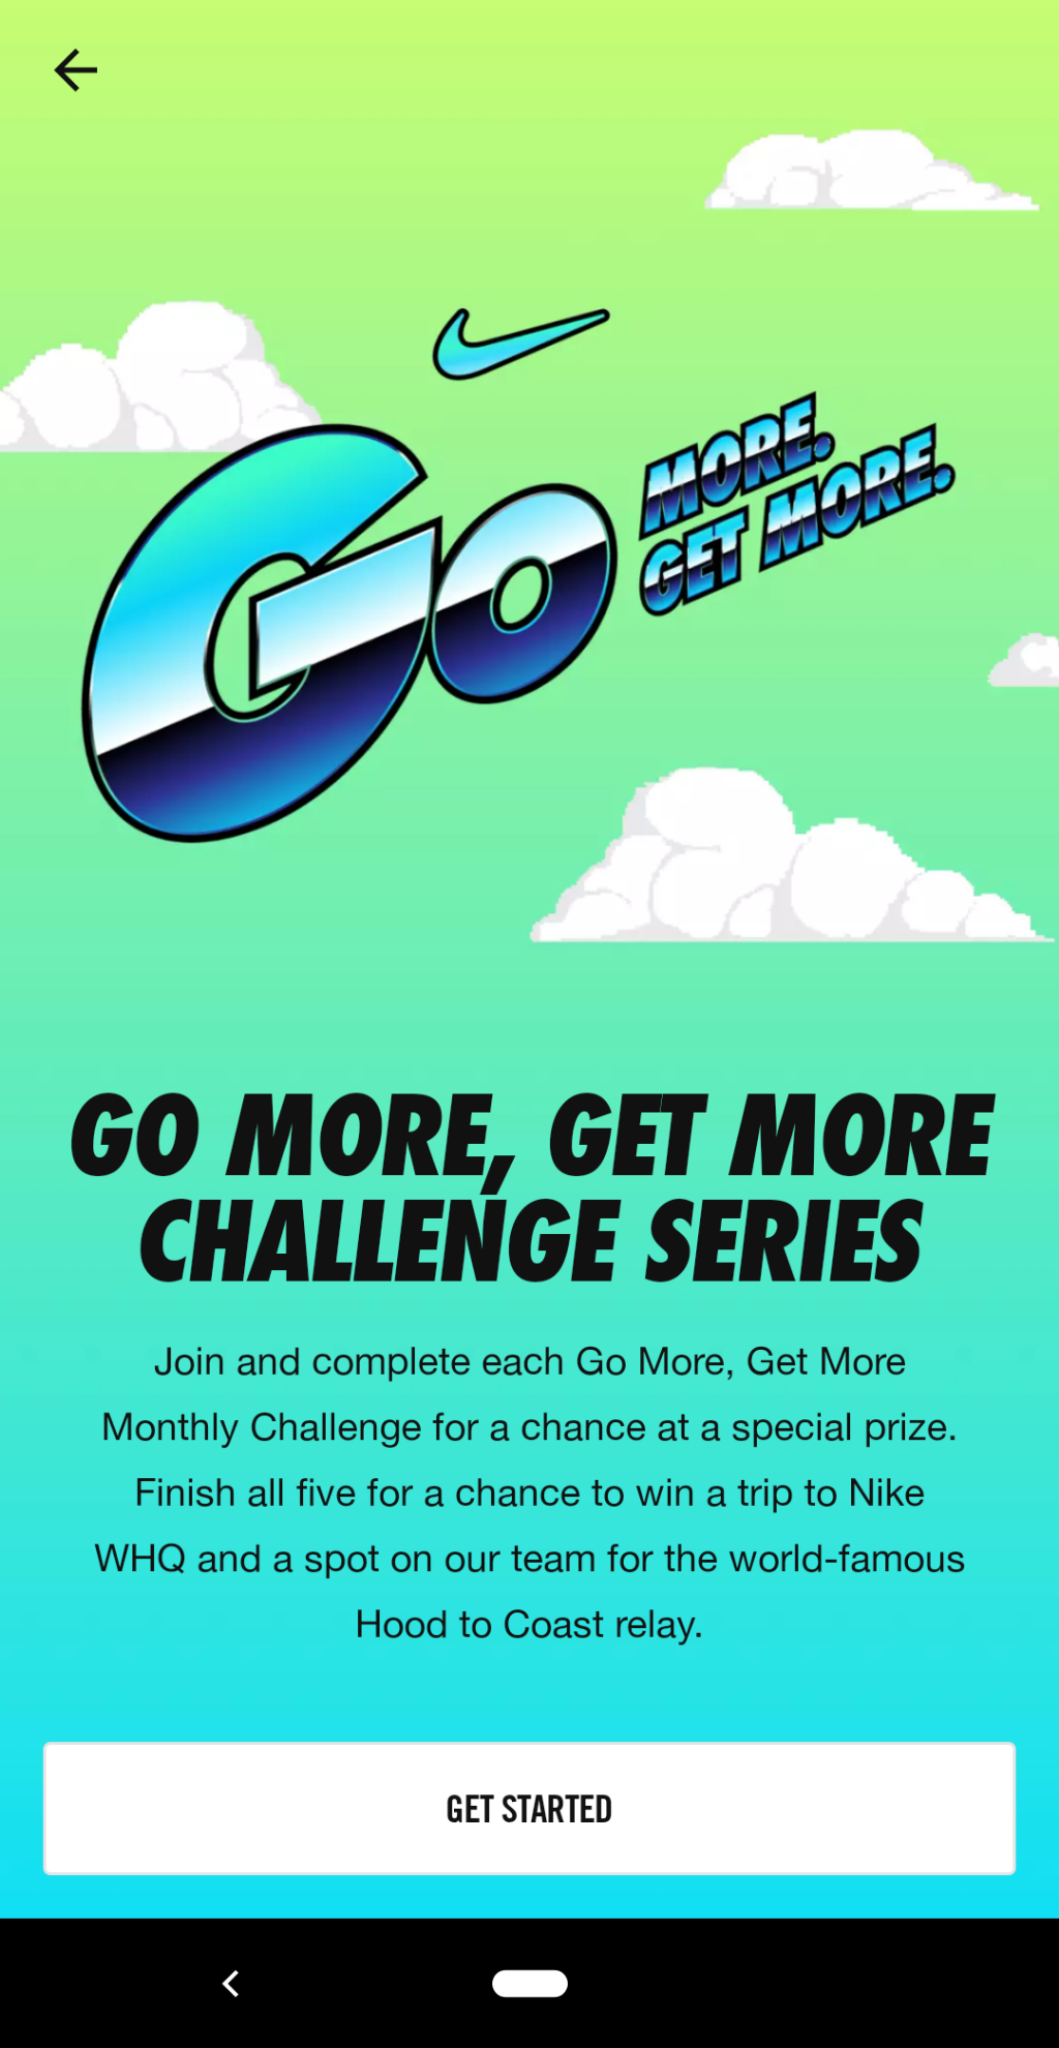 Go
MORE.
GET MORE.
GO MORE, GET MORE
CHALLENGE SERIES
Join and complete each Go More, Get More
Monthly Challenge for a chance at a special prize.
Finish all five for a chance to win a trip to Nike
WHQ and a spot on our team for the world-famous
Hood to Coast relay.
GET STARTED